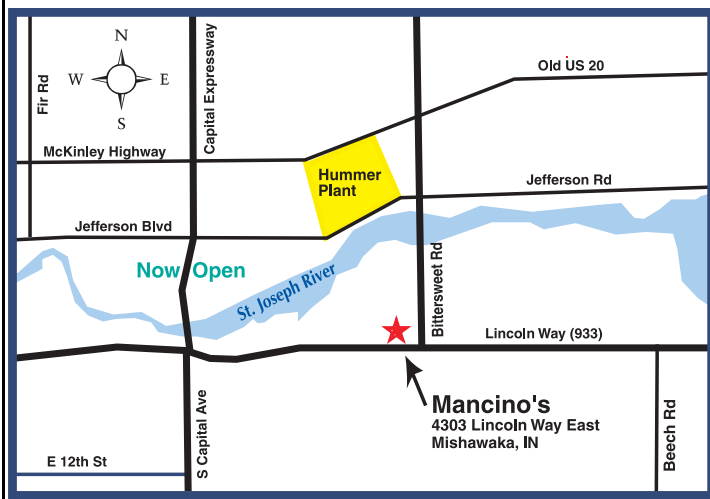 N
W E
S
Fir Rd
Capital Expressway
Old US 20
McKinley Highway
Hummer
Plant
Jefferson Rd
Jefferson Blvd
Now Open
St. Joseph River
Bittersweet Rd
Lincoln Way (933)
Mancino's
4303 Lincoln Way East
Mishawaka, IN
S Capital Ave
Beech Rd
E 12th St